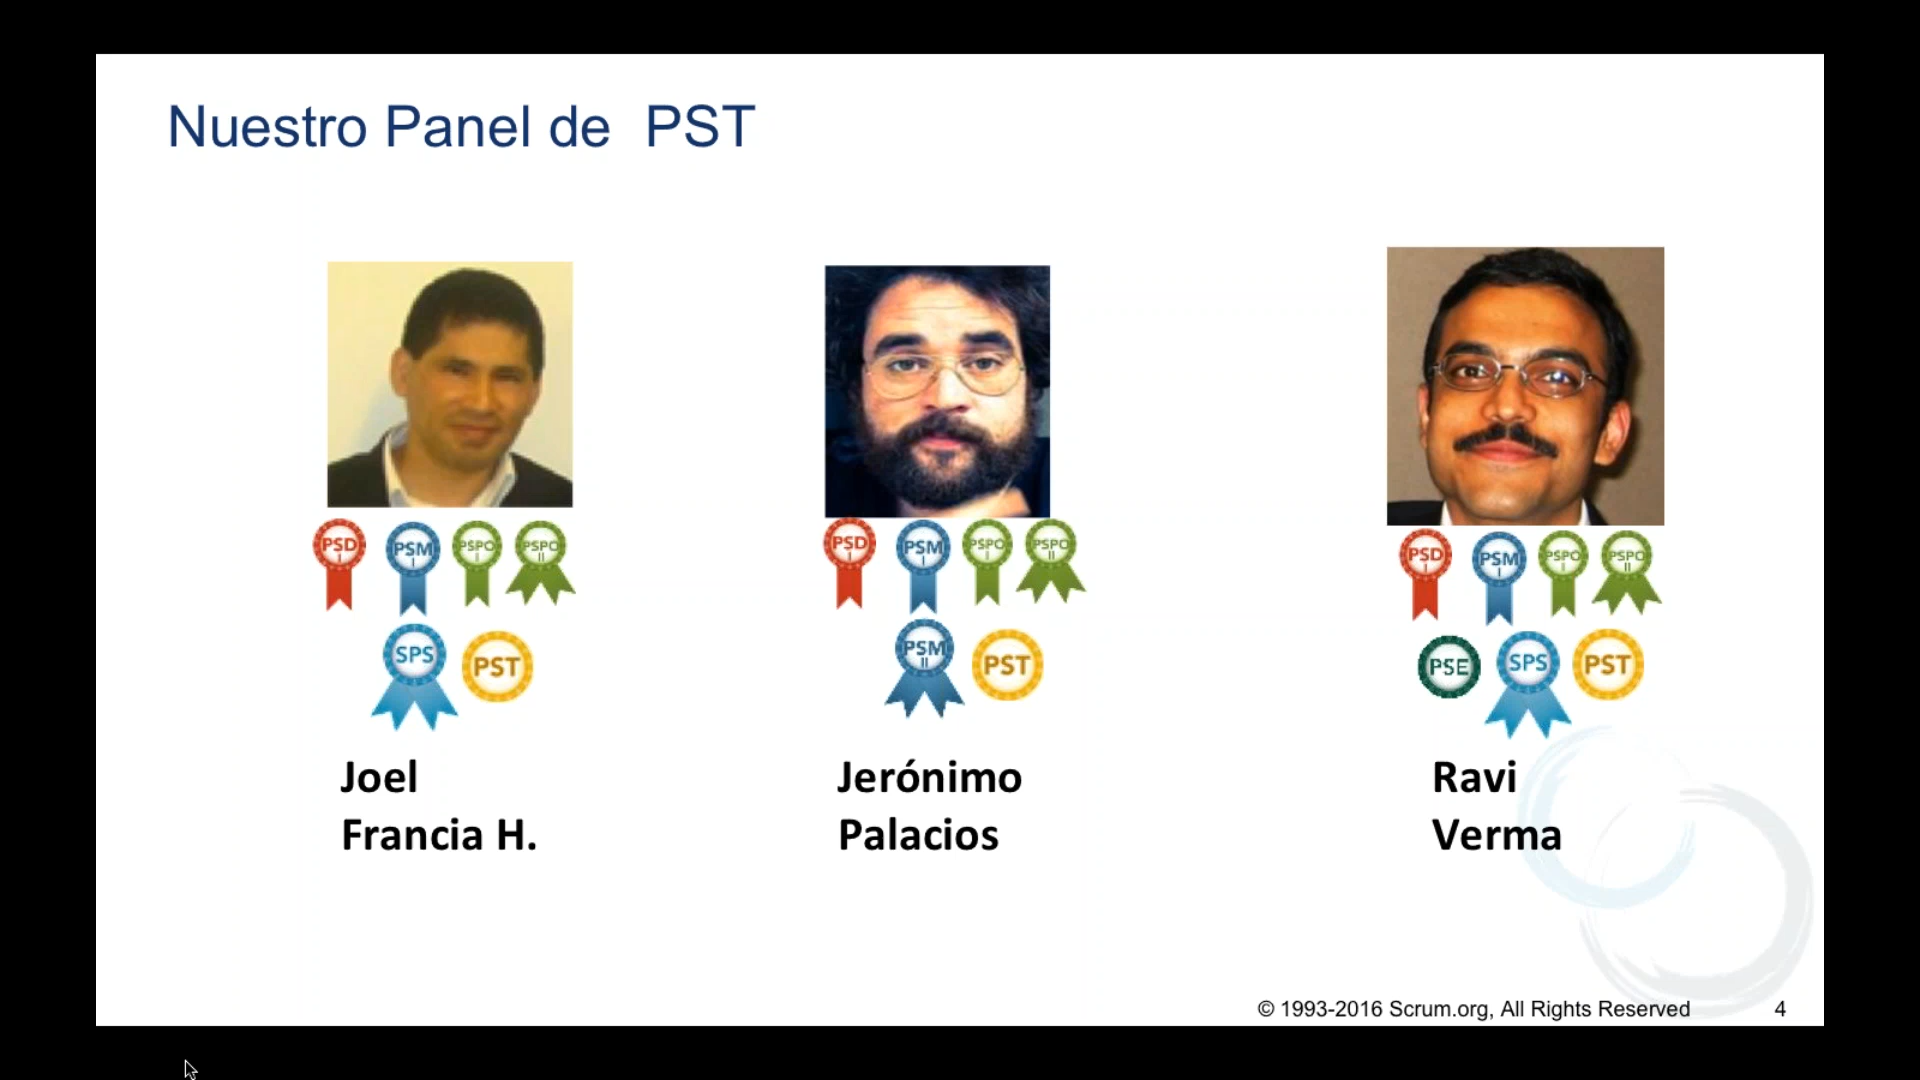 Nuestro Panel de  PST
PSD I PSM I PSPO I PSPO II
SPS PST
Joel
Francia H.
PSD I PSM I PSPO I PSPO II
PSM II PST
Jerónimo
Palacios
PSD I PSM I PSPO I PSPO II
PSE SPS PST
Ravi
Verma
© 1993-2016 Scrum.org, All Rights Reserved 4